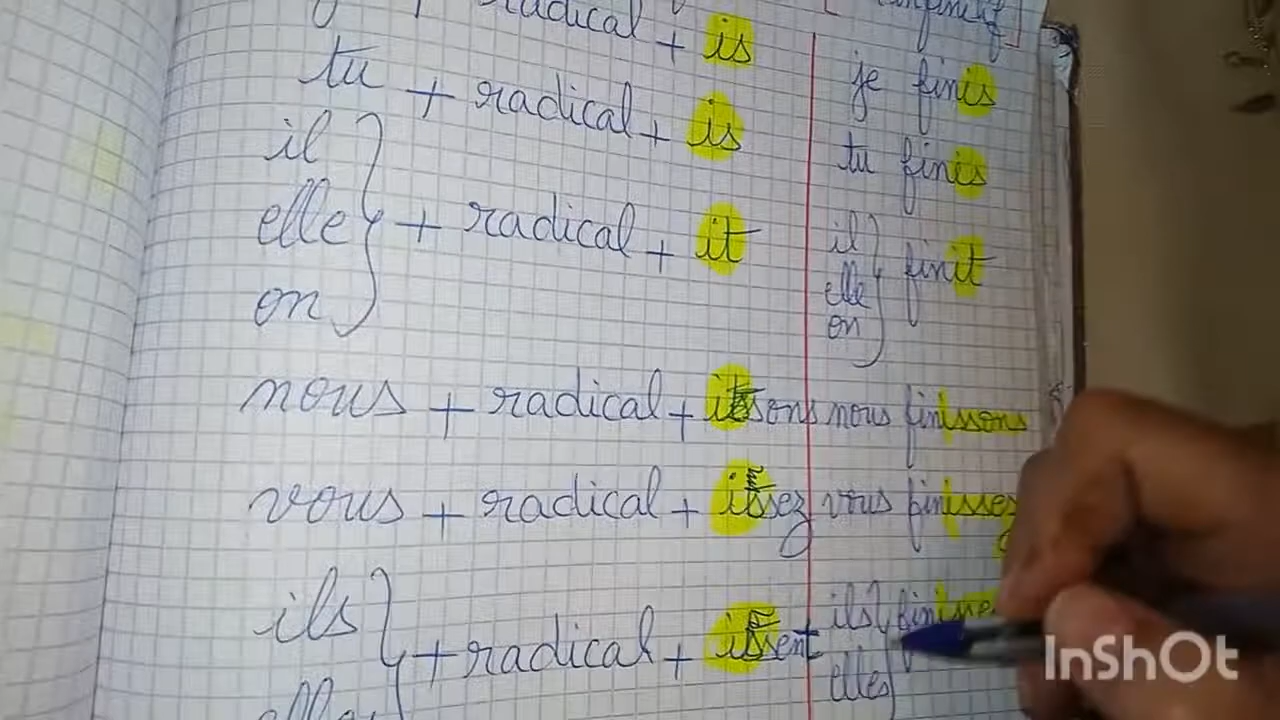 + radical + is
tu + radical + is
il
elle + radical + it
on
nous + radical + issons
vous + radical + issez
ils + radical + issent
elles
je finis
tu finis
il
elle finit
on
nous finissons
vous finissez
ils
elles
InShOt